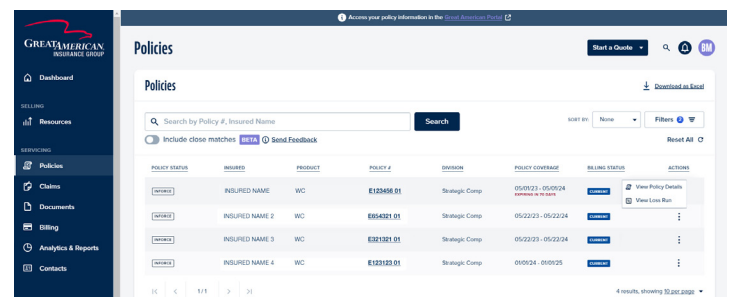 Access your policy information in the Great American Portal
GREATAMERICAN.
INSURANCE GROUP
Policies
Start a Quote
BM
Dashboard
SELLING
Resources
SERVICING
Policies
Claims
Documents
Billing
Analytics & Reports
Contacts
Policies
Download as Excel
Search by Policy #, Insured Name
Search
SORT BY: None
Filters 2
Include close matches BETA Send Feedback
Reset All
POLICY STATUS INSURED PRODUCT POLICY # DIVISION POLICY COVERAGE BILLING STATUS ACTIONS
INFORCE INSURED NAME WC E123456 01 Strategic Comp 05/01/23 - 05/01/24 CURRENT
EXPIRING IN 70 DAYS
View Policy Details
View Loss Run
INFORCE INSURED NAME 2 WC E654321 01 Strategic Comp 05/22/23 - 05/22/24 CURRENT
INFORCE INSURED NAME 3 WC E321321 01 Strategic Comp 05/22/23 - 05/22/24 CURRENT
INFORCE INSURED NAME 4 WC E123123 01 Strategic Comp 01/01/24 - 01/01/25 CURRENT
1/1
4 results, showing 10 per page